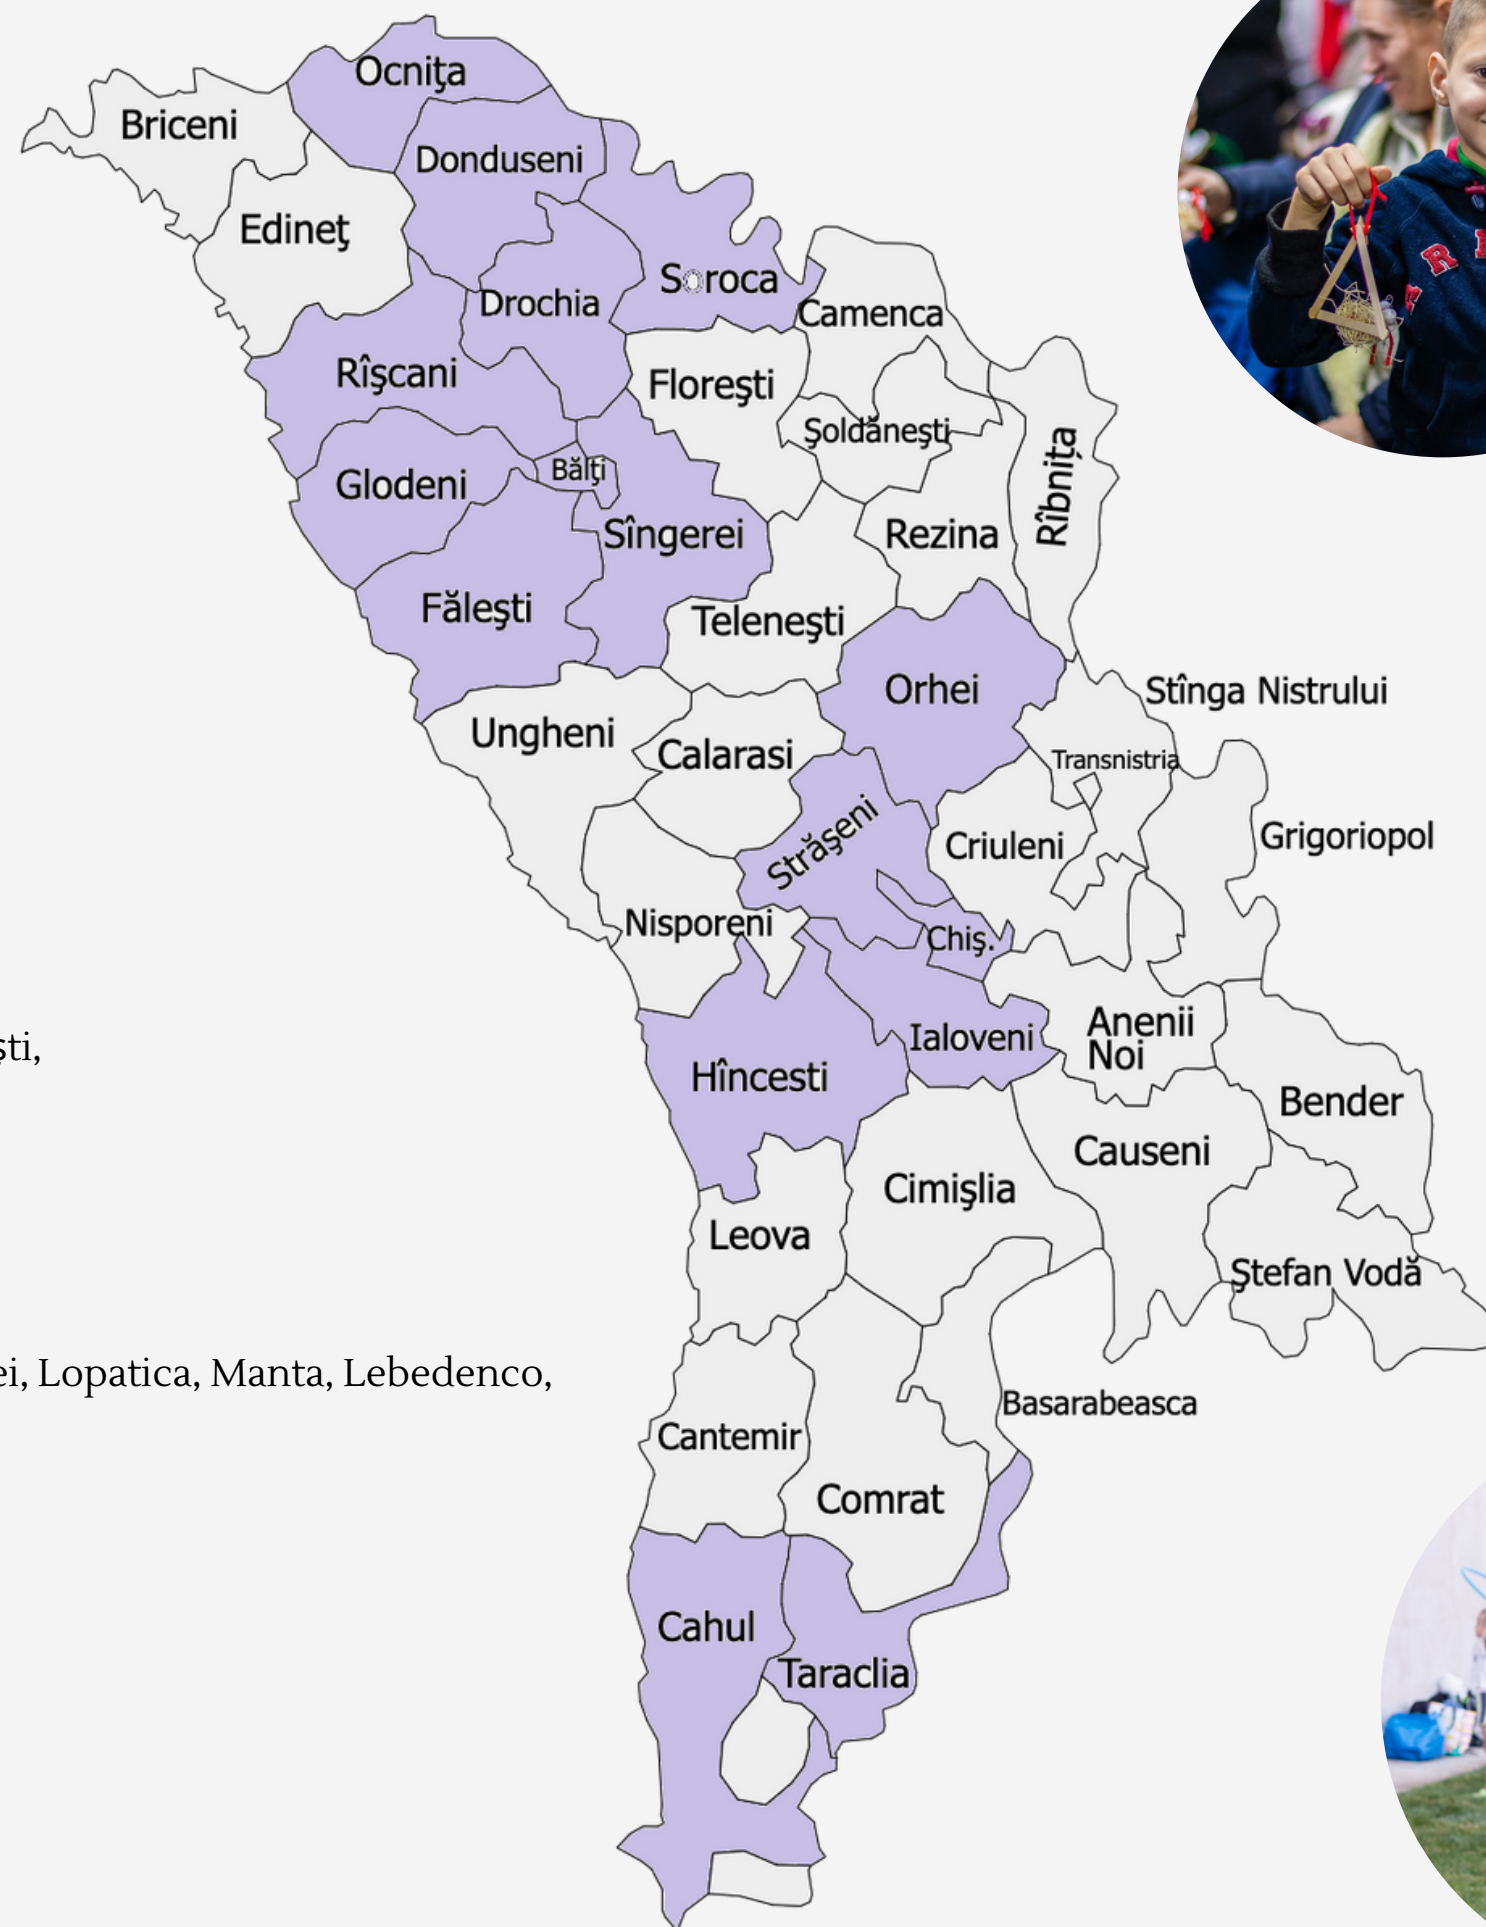 Ocniţa
Briceni
Donduseni
Edineţ
Soroca
Drochia
Camenca
Rîşcani
Floreşti
Şoldăneşti
Rîbniţa
Bălţi
Glodeni
Sîngerei
Rezina
Făleşti
Teleneşti
Orhei
Stînga Nistrului
Ungheni
Calarasi
Transnistria
Străşeni
Criuleni
Grigoriopol
Nisporeni
Chiş.
Ialoveni
Anenii
Noi
Hîncesti
Bender
Causeni
Cimişlia
Leova
Ştefan Vodă
Basarabeasca
Cantemir
Comrat
Cahul
Taraclia
ști,
ei, Lopatica, Manta, Lebedenco,